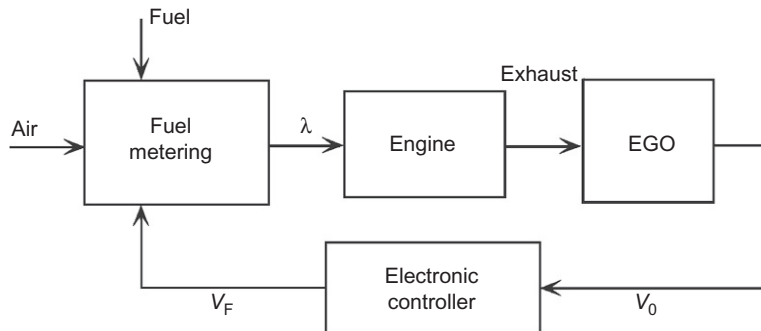 Fuel
Air
Fuel
metering
λ
Engine
Exhaust
EGO
Electronic
controller
V_F
V_0